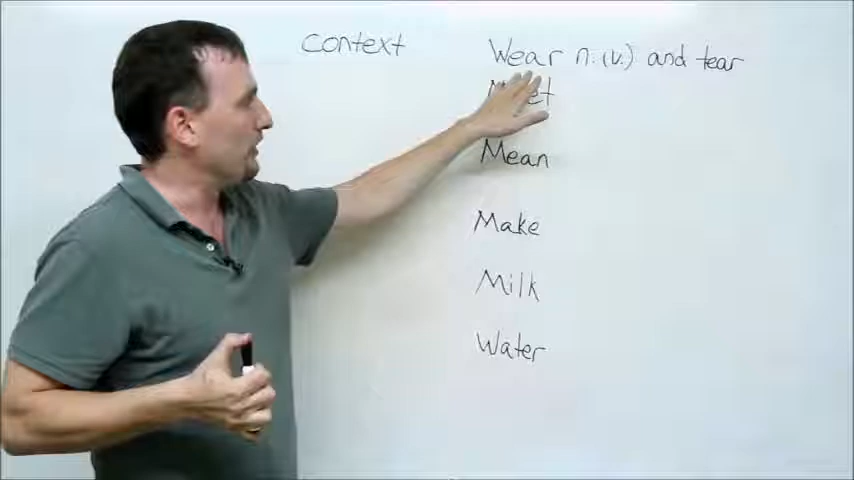 Context
Wear n. (v.) and tear
Mean
Make
Milk
Water